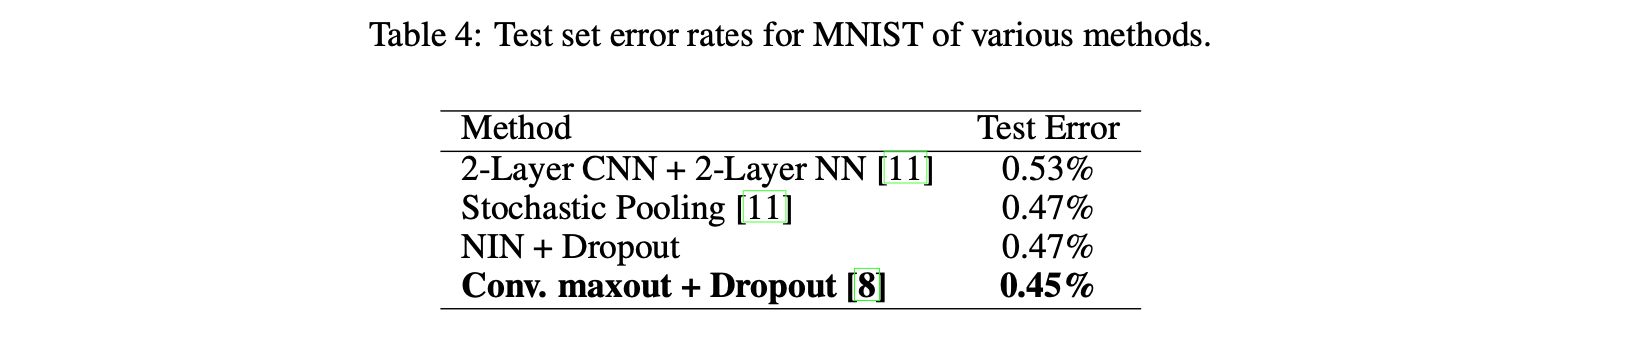 Table 4: Test set error rates for MNIST of various methods.
Method Test Error
2-Layer CNN + 2-Layer NN [11] 0.53%
Stochastic Pooling [11] 0.47%
NIN + Dropout 0.47%
Conv. maxout + Dropout [8] 0.45%